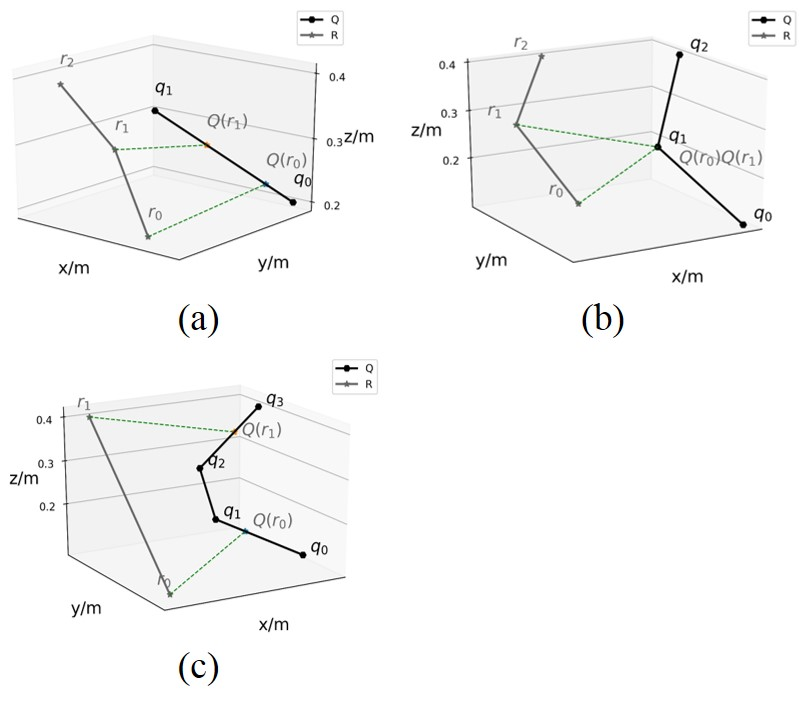 Q
R
r₂
q₁
0.4
r₁
Q(r₁)
0.3
z/m
Q(r₀)
q₀
r₀
0.2
x/m
y/m
(a)
Q
R
r₂
q₂
0.4
r₁
0.3
z/m
q₁
Q(r₀)Q(r₁)
0.2
r₀
q₀
y/m
x/m
(b)
Q
R
r₁
q₃
0.4
Q(r₁)
q₂
0.3
z/m
0.2
q₁
Q(r₀)
q₀
r₀
y/m
x/m
(c)